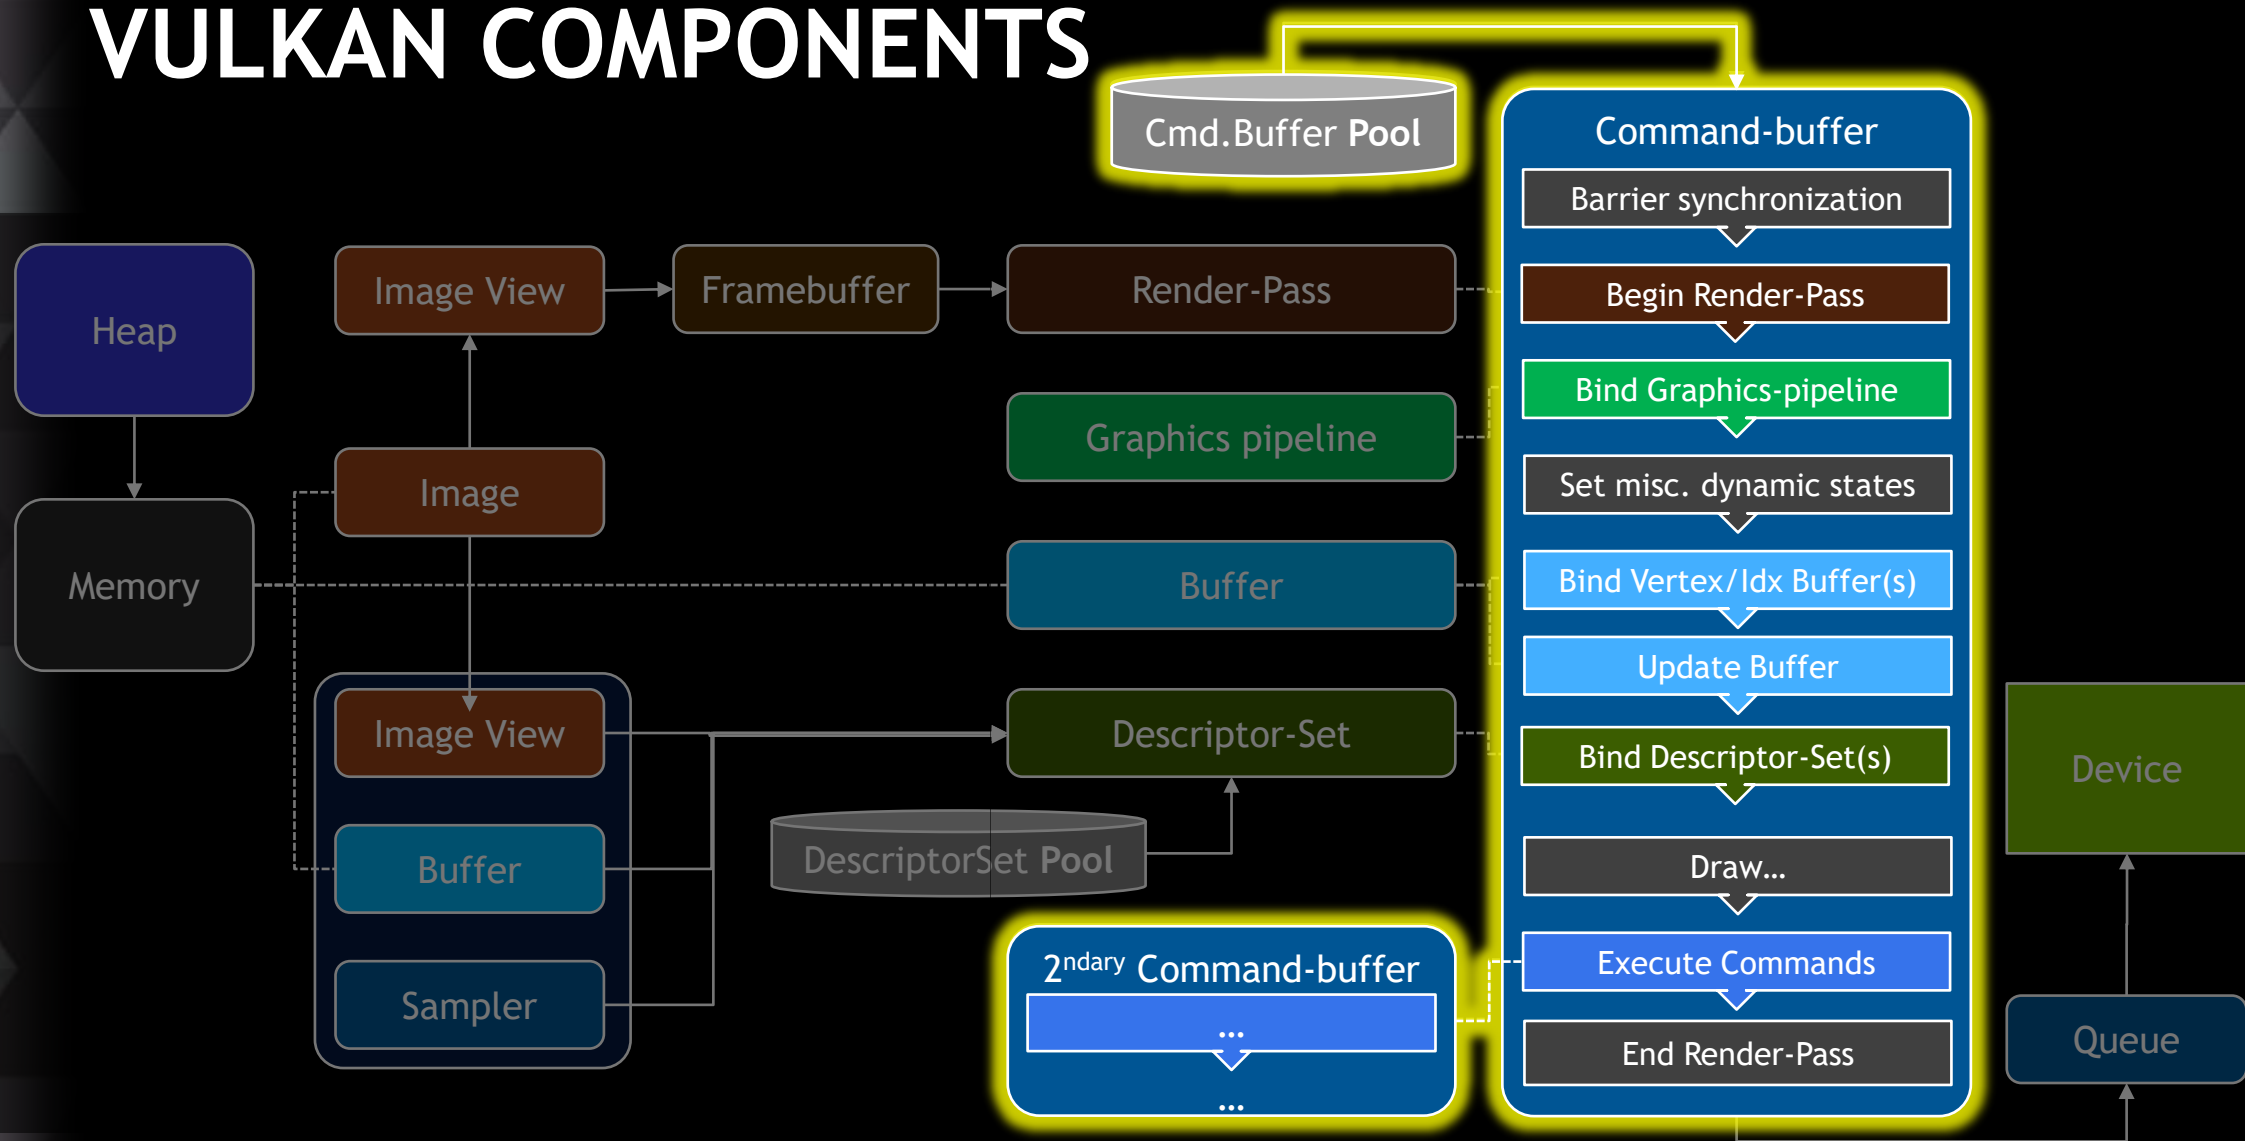 VULKAN COMPONENTS
Cmd.Buffer Pool
Command-buffer
Barrier synchronization
Begin Render-Pass
Bind Graphics-pipeline
Set misc. dynamic states
Bind Vertex/Idx Buffer(s)
Update Buffer
Bind Descriptor-Set(s)
Draw…
Execute Commands
End Render-Pass
Heap
Memory
Image View
Framebuffer
Render-Pass
Image
Graphics pipeline
Buffer
Image View
Buffer
Sampler
Descriptor-Set
DescriptorSet Pool
2ndary Command-buffer
…
…
Device
Queue